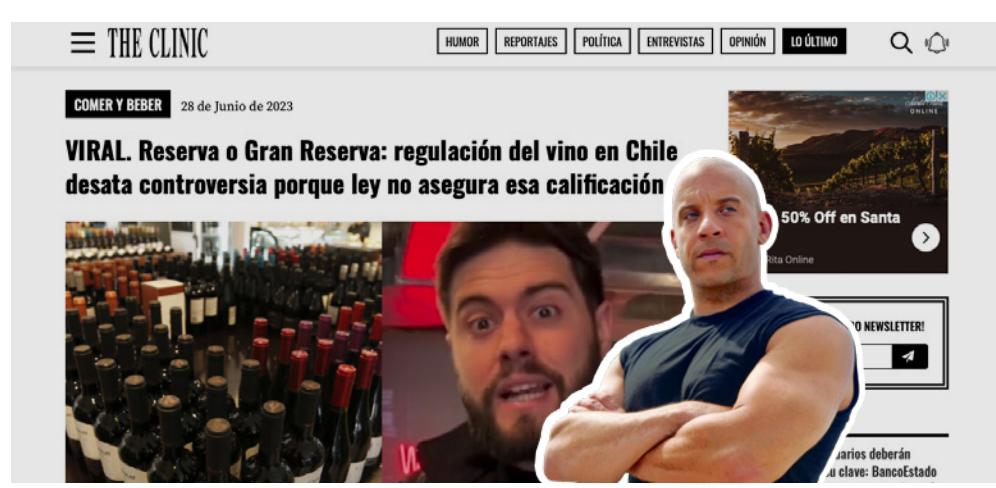 THE CLINIC
HUMOR REPORTAJES POLÍTICA ENTREVISTAS OPINIÓN LO ÚLTIMO
COMER Y BEBER 28 de Junio de 2023
VIRAL. Reserva o Gran Reserva: regulación del vino en Chile
desata controversia porque ley no asegura esa calificación
ONLINE
50% Off en Santa
Rita Online
NEWSLETTER!
deberán
clave: BancoEstado